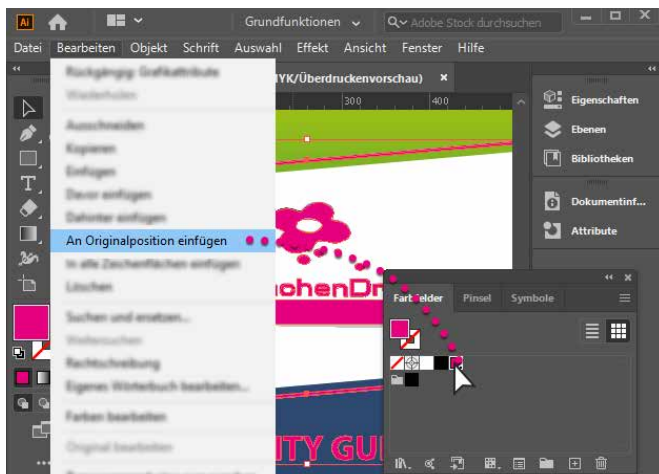 Ai
Grundfunktionen
Adobe Stock durchsuchen
Datei Bearbeiten Objekt Schrift Auswahl Effekt Ansicht Fenster Hilfe
Rückgängig: Grafikattribute
Wiederholen
Ausschneiden
Kopieren
Einfügen
Davor einfügen
Dahinter einfügen
An Originalposition einfügen
In alle Zeichenflächen einfügen
Löschen
Suchen und ersetzen...
Weitersuchen
Rechtschreibung
Eigenes Wörterbuch bearbeiten...
Farben bearbeiten
Original bearbeiten
YK/Überdruckenvorschau) ×
300 400
chenDr
ITY GUI
Eigenschaften
Ebenen
Bibliotheken
Dokumentinf...
Attribute
Farbfelder Pinsel Symbole